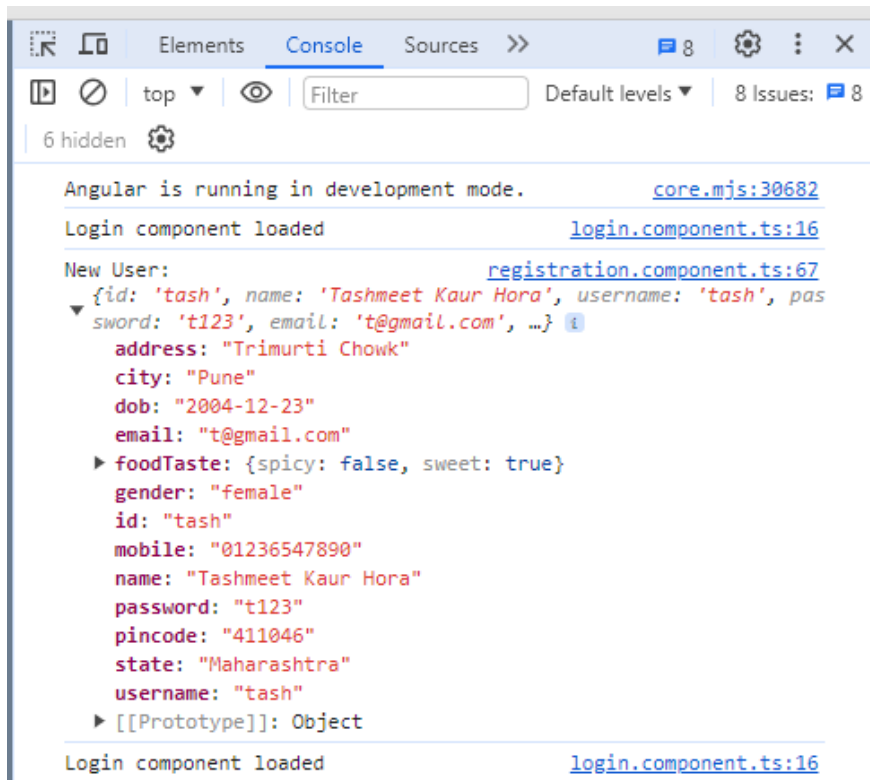 Elements Console Sources 8
top Filter Default levels 8 Issues: 8
6 hidden
Angular is running in development mode. core.mjs:30682
Login component loaded login.component.ts:16
New User: registration.component.ts:67
{id: 'tash', name: 'Tashmeet Kaur Hora', username: 'tash', pas
sword: 't123', email: 't@gmail.com', …} i
address: "Trimurti Chowk"
city: "Pune"
dob: "2004-12-23"
email: "t@gmail.com"
foodTaste: {spicy: false, sweet: true}
gender: "female"
id: "tash"
mobile: "01236547890"
name: "Tashmeet Kaur Hora"
password: "t123"
pincode: "411046"
state: "Maharashtra"
username: "tash"
[[Prototype]]: Object
Login component loaded login.component.ts:16